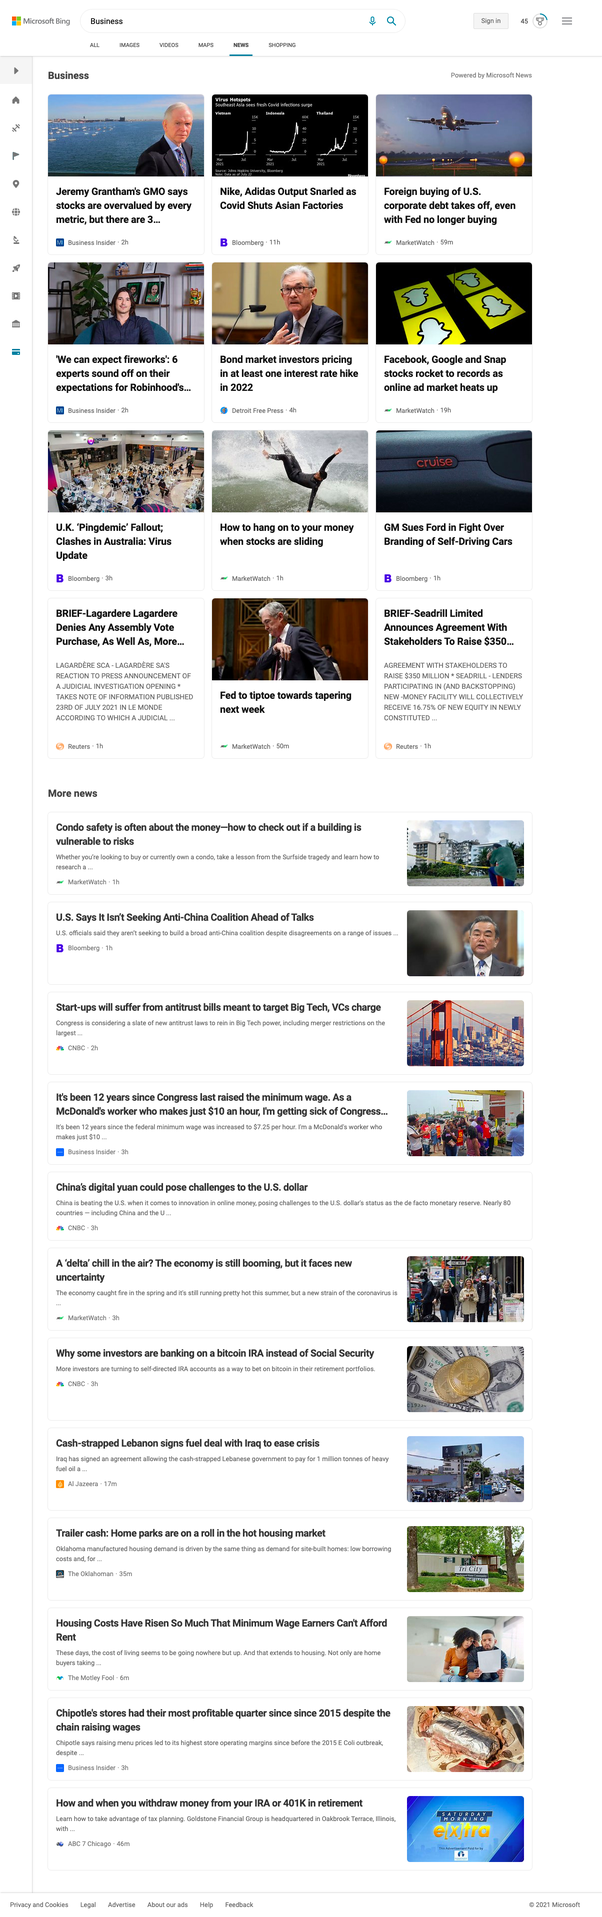 Microsoft Bing
Business
Sign in
45
ALL
IMAGES
VIDEOS
MAPS
NEWS
SHOPPING
Business
Powered by Microsoft News
Virus Hotspots
Southeast Asia sees fresh Covid infections surge
Vietnam
Indonesia
Thailand
Jeremy Grantham's GMO says
stocks are overvalued by every
metric, but there are 3...
Business Insider · 2h
Nike, Adidas Output Snarled as
Covid Shuts Asian Factories
Bloomberg · 11h
Foreign buying of U.S.
corporate debt takes off, even
with Fed no longer buying
MarketWatch · 59m
'We can expect fireworks': 6
experts sound off on their
expectations for Robinhood's...
Business Insider · 2h
Bond market investors pricing
in at least one interest rate hike
in 2022
Detroit Free Press · 4h
Facebook, Google and Snap
stocks rocket to records as
online ad market heats up
MarketWatch · 19h
cruise
U.K. 'Pingdemic' Fallout;
Clashes in Australia: Virus
Update
Bloomberg · 3h
How to hang on to your money
when stocks are sliding
MarketWatch · 1h
GM Sues Ford in Fight Over
Branding of Self-Driving Cars
Bloomberg · 1h
BRIEF-Lagardere Lagardere
Denies Any Assembly Vote
Purchase, As Well As, More...
LAGARDÈRE SCA - LAGARDÈRE SA'S
REACTION TO PRESS ANNOUNCEMENT OF
A JUDICIAL INVESTIGATION OPENING *
TAKES NOTE OF INFORMATION PUBLISHED
23RD OF JULY 2021 IN LE MONDE
ACCORDING TO WHICH A JUDICIAL ...
Reuters · 1h
Fed to tiptoe towards tapering
next week
MarketWatch · 50m
BRIEF-Seadrill Limited
Announces Agreement With
Stakeholders To Raise $350...
AGREEMENT WITH STAKEHOLDERS TO
RAISE $350 MILLION * SEADRILL - LENDERS
PARTICIPATING IN (AND BACKSTOPPING)
NEW -MONEY FACILITY WILL COLLECTIVELY
RECEIVE 16.75% OF NEW EQUITY IN NEWLY
CONSTITUTED ...
Reuters · 1h
More news
Condo safety is often about the money—how to check out if a building is
vulnerable to risks
Whether you're looking to buy or currently own a condo, take a lesson from the Surfside tragedy and learn how to
research a ...
MarketWatch · 1h
U.S. Says It Isn't Seeking Anti-China Coalition Ahead of Talks
U.S. officials said they aren't seeking to build a broad anti-China coalition despite disagreements on a range of issues ...
Bloomberg · 1h
Start-ups will suffer from antitrust bills meant to target Big Tech, VCs charge
Congress is considering a slate of new antitrust laws to rein in Big Tech power, including merger restrictions on the
largest ...
CNBC · 2h
It's been 12 years since Congress last raised the minimum wage. As a
McDonald's worker who makes just $10 an hour, I'm getting sick of Congress...
It's been 12 years since the federal minimum wage was increased to $7.25 per hour. I'm a McDonald's worker who
makes just $10 ...
Business Insider · 3h
China's digital yuan could pose challenges to the U.S. dollar
China is beating the U.S. when it comes to innovation in online money, posing challenges to the U.S. dollar's status as the de facto monetary reserve. Nearly 80
countries — including China and the U ...
CNBC · 3h
A 'delta' chill in the air? The economy is still booming, but it faces new
uncertainty
The economy caught fire in the spring and it's still running pretty hot this summer, but a new strain of the coronavirus is
...
MarketWatch · 3h
Why some investors are banking on a bitcoin IRA instead of Social Security
More investors are turning to self-directed IRA accounts as a way to bet on bitcoin in their retirement portfolios.
CNBC · 3h
Cash-strapped Lebanon signs fuel deal with Iraq to ease crisis
Iraq has signed an agreement allowing the cash-strapped Lebanese government to pay for 1 million tonnes of heavy
fuel oil a ...
Al Jazeera · 17m
Trailer cash: Home parks are on a roll in the hot housing market
Oklahoma manufactured housing demand is driven by the same thing as demand for site-built homes: low borrowing
costs and, for ...
The Oklahoman · 35m
Tri City
Housing Costs Have Risen So Much That Minimum Wage Earners Can't Afford
Rent
These days, the cost of living seems to be going nowhere but up. And that extends to housing. Not only are home
buyers taking ...
The Motley Fool · 6m
Chipotle's stores had their most profitable quarter since since 2015 despite the
chain raising wages
Chipotle says raising menu prices led to its highest store operating margins since before the 2015 E Coli outbreak,
despite ...
Business Insider · 3h
How and when you withdraw money from your IRA or 401K in retirement
Learn how to take advantage of tax planning. Goldstone Financial Group is headquartered in Oakbrook Terrace, Illinois,
with ...
ABC 7 Chicago · 46m
SATURDAY
MORNING
e[x]tra
Privacy and Cookies
Legal
Advertise
About our ads
Help
Feedback
© 2021 Microsoft